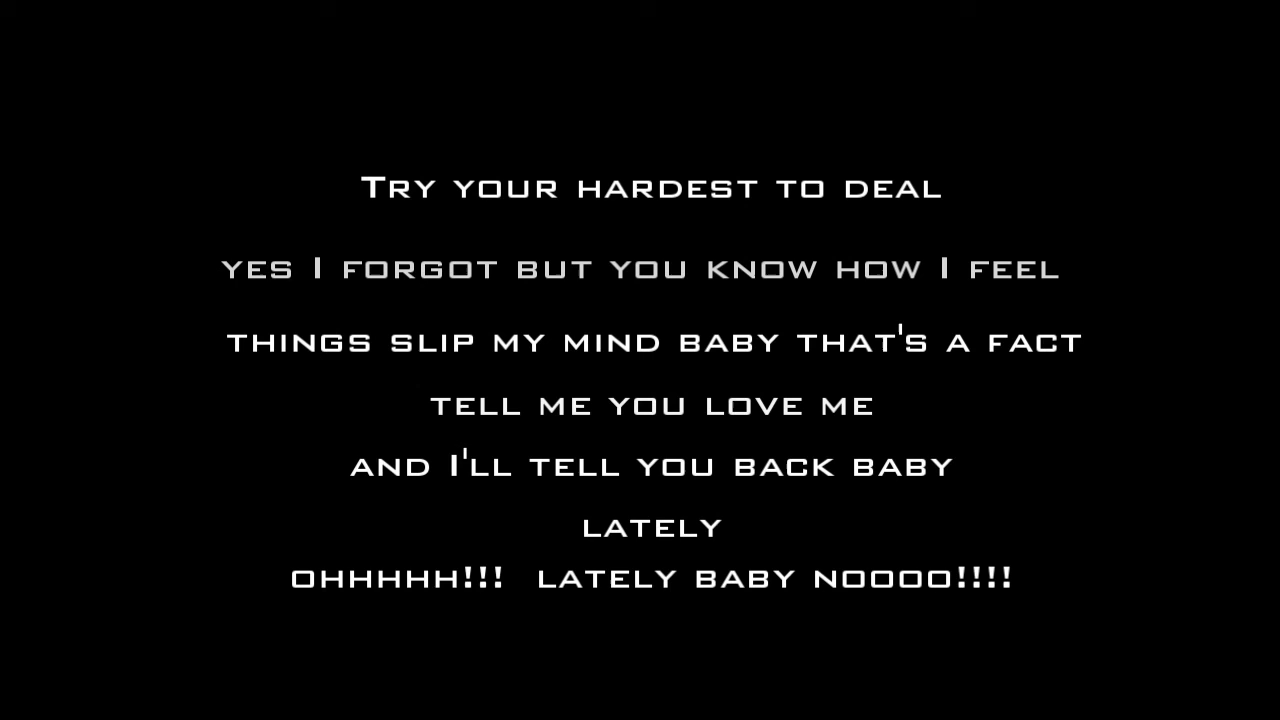 Try your hardest to deal
yes I forgot but you know how I feel
things slip my mind baby that's a fact
tell me you love me
and I'll tell you back baby
lately
ohhhhh!!! lately baby noooo!!!!